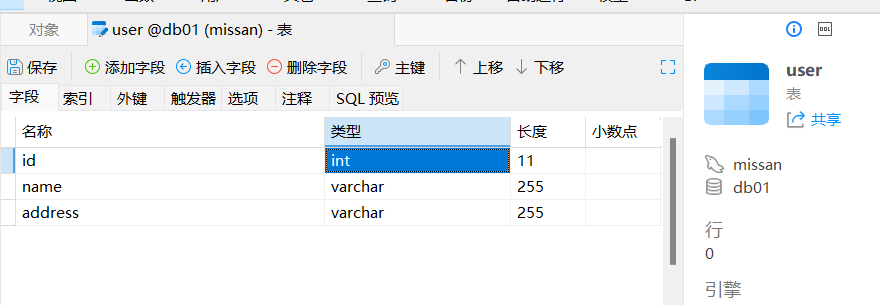 对象 user @db01 (missan) - 表
保存 添加字段 插入字段 删除字段 主键 上移 下移
字段 索引 外键 触发器 选项 注释 SQL 预览
名称 类型 长度 小数点
id int 11
name varchar 255
address varchar 255
DDL
user
表
共享
missan
db01
行
0
引擎